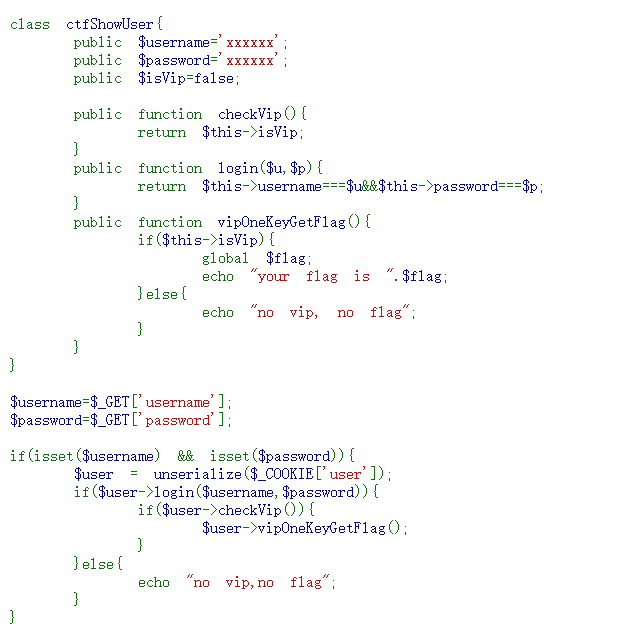 class ctfShowUser{
public $username='xxxxxx';
public $password='xxxxxx';
public $isVip=false;
public function checkVip(){
return $this->isVip;
}
public function login($u,$p){
return $this->username===$u&&$this->password===$p;
}
public function vipOneKeyGetFlag(){
if($this->isVip){
global $flag;
echo "your flag is ".$flag;
}else{
echo "no vip, no flag";
}
}
}
$username=$_GET['username'];
$password=$_GET['password'];
if(isset($username) && isset($password)){
$user = unserialize($_COOKIE['user']);
if($user->login($username,$password)){
if($user->checkVip()){
$user->vipOneKeyGetFlag();
}
}else{
echo "no vip,no flag";
}
}